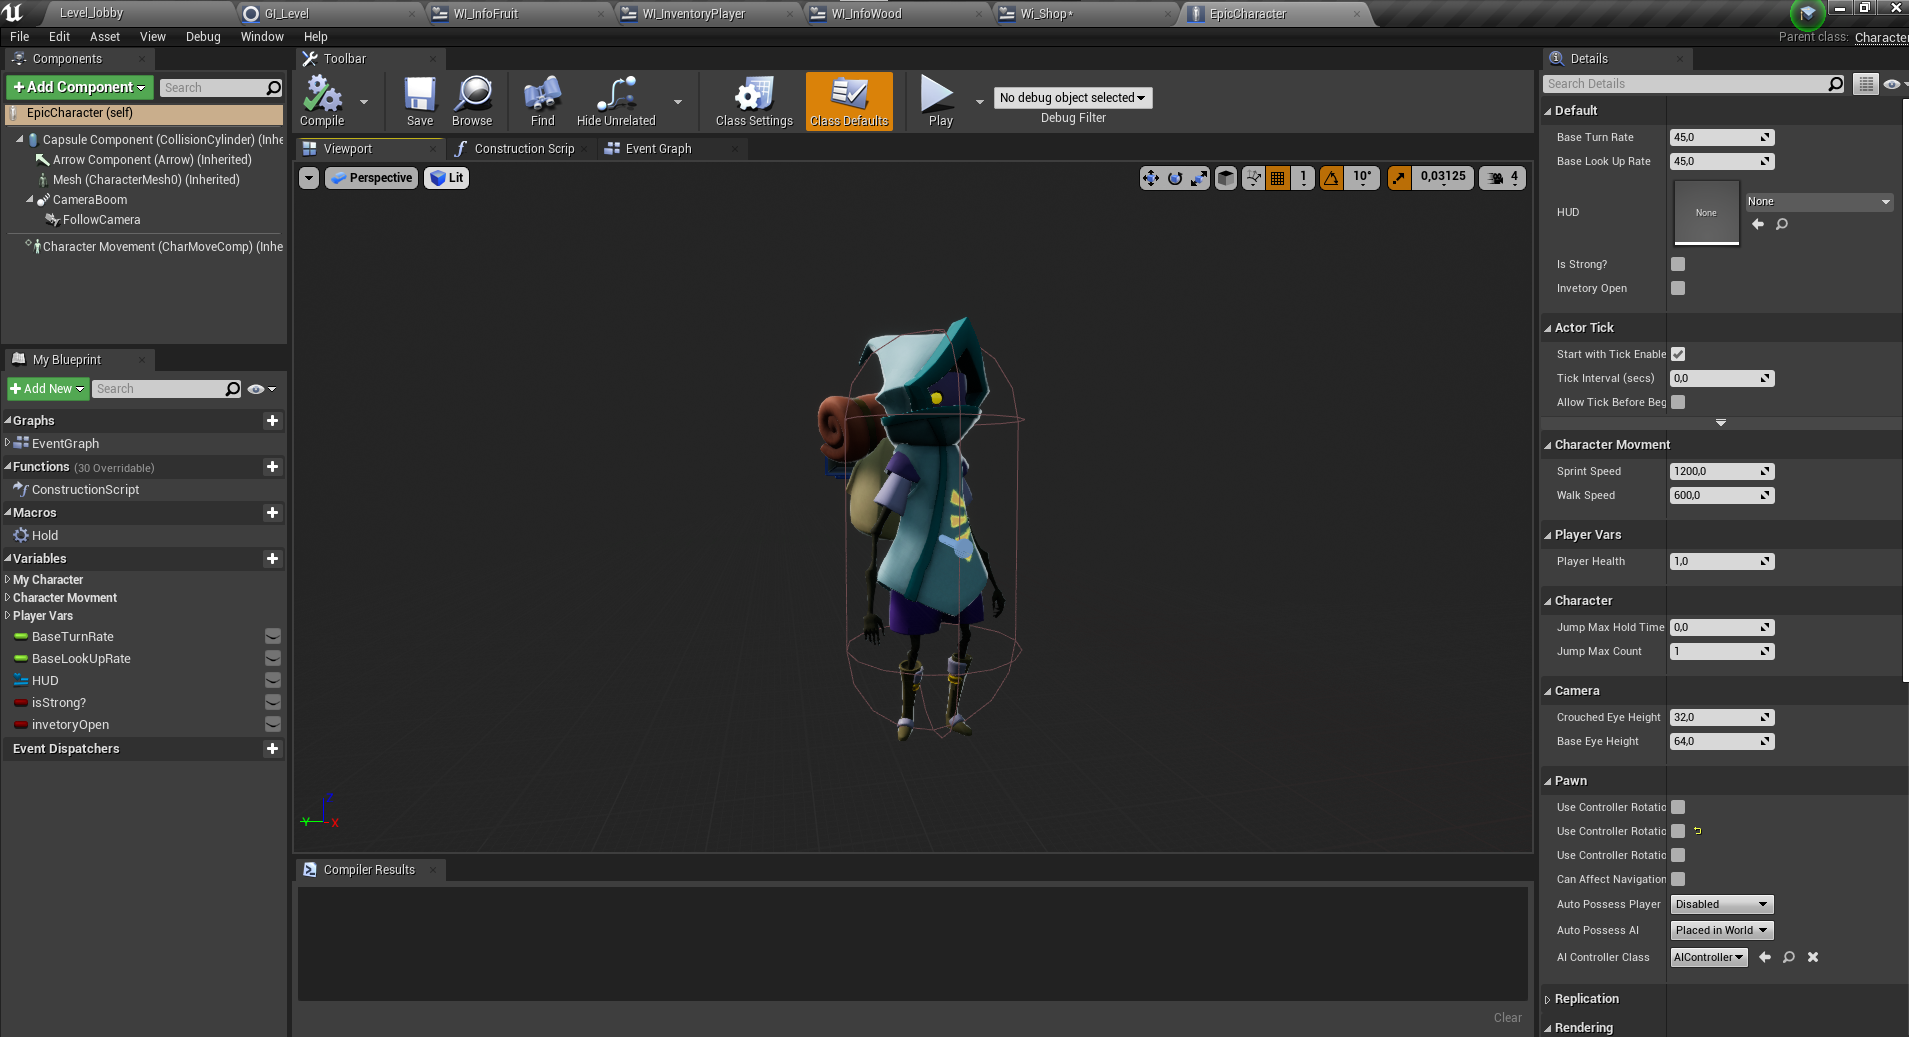 Level_lobby
GI_Level
WI_InfoFruit
WI_InventoryPlayer
WI_InfoWood
Wi_Shop*
EpicCharacter
File Edit Asset View Debug Window Help
Parent class: Character
Components
Add Component
Search
EpicCharacter (self)
Capsule Component (CollisionCylinder) (Inhe
Arrow Component (Arrow) (Inherited)
Mesh (CharacterMesh0) (Inherited)
CameraBoom
FollowCamera
Character Movement (CharMoveComp) (Inhe
My Blueprint
Add New
Search
Graphs
EventGraph
Functions (30 Overridable)
ConstructionScript
Macros
Hold
Variables
My Character
Character Movment
Player Vars
BaseTurnRate
BaseLookUpRate
HUD
isStrong?
invetoryOpen
Event Dispatchers
Toolbar
Compile
Save
Browse
Find
Hide Unrelated
Class Settings
Class Defaults
Play
No debug object selected
Debug Filter
Viewport
Construction Scrip
Event Graph
Perspective
Lit
1
10°
0,03125
4
Z
Y
X
Compiler Results
Clear
Details
Search Details
Default
Base Turn Rate 45,0
Base Look Up Rate 45,0
HUD None None
Is Strong?
Invetory Open
Actor Tick
Start with Tick Enable
Tick Interval (secs) 0,0
Allow Tick Before Beg
Character Movment
Sprint Speed 1200,0
Walk Speed 600,0
Player Vars
Player Health 1,0
Character
Jump Max Hold Time 0,0
Jump Max Count 1
Camera
Crouched Eye Height 32,0
Base Eye Height 64,0
Pawn
Use Controller Rotatio
Use Controller Rotatio
Use Controller Rotatio
Can Affect Navigation
Auto Possess Player Disabled
Auto Possess AI Placed in World
AI Controller Class AIController
Replication
Rendering